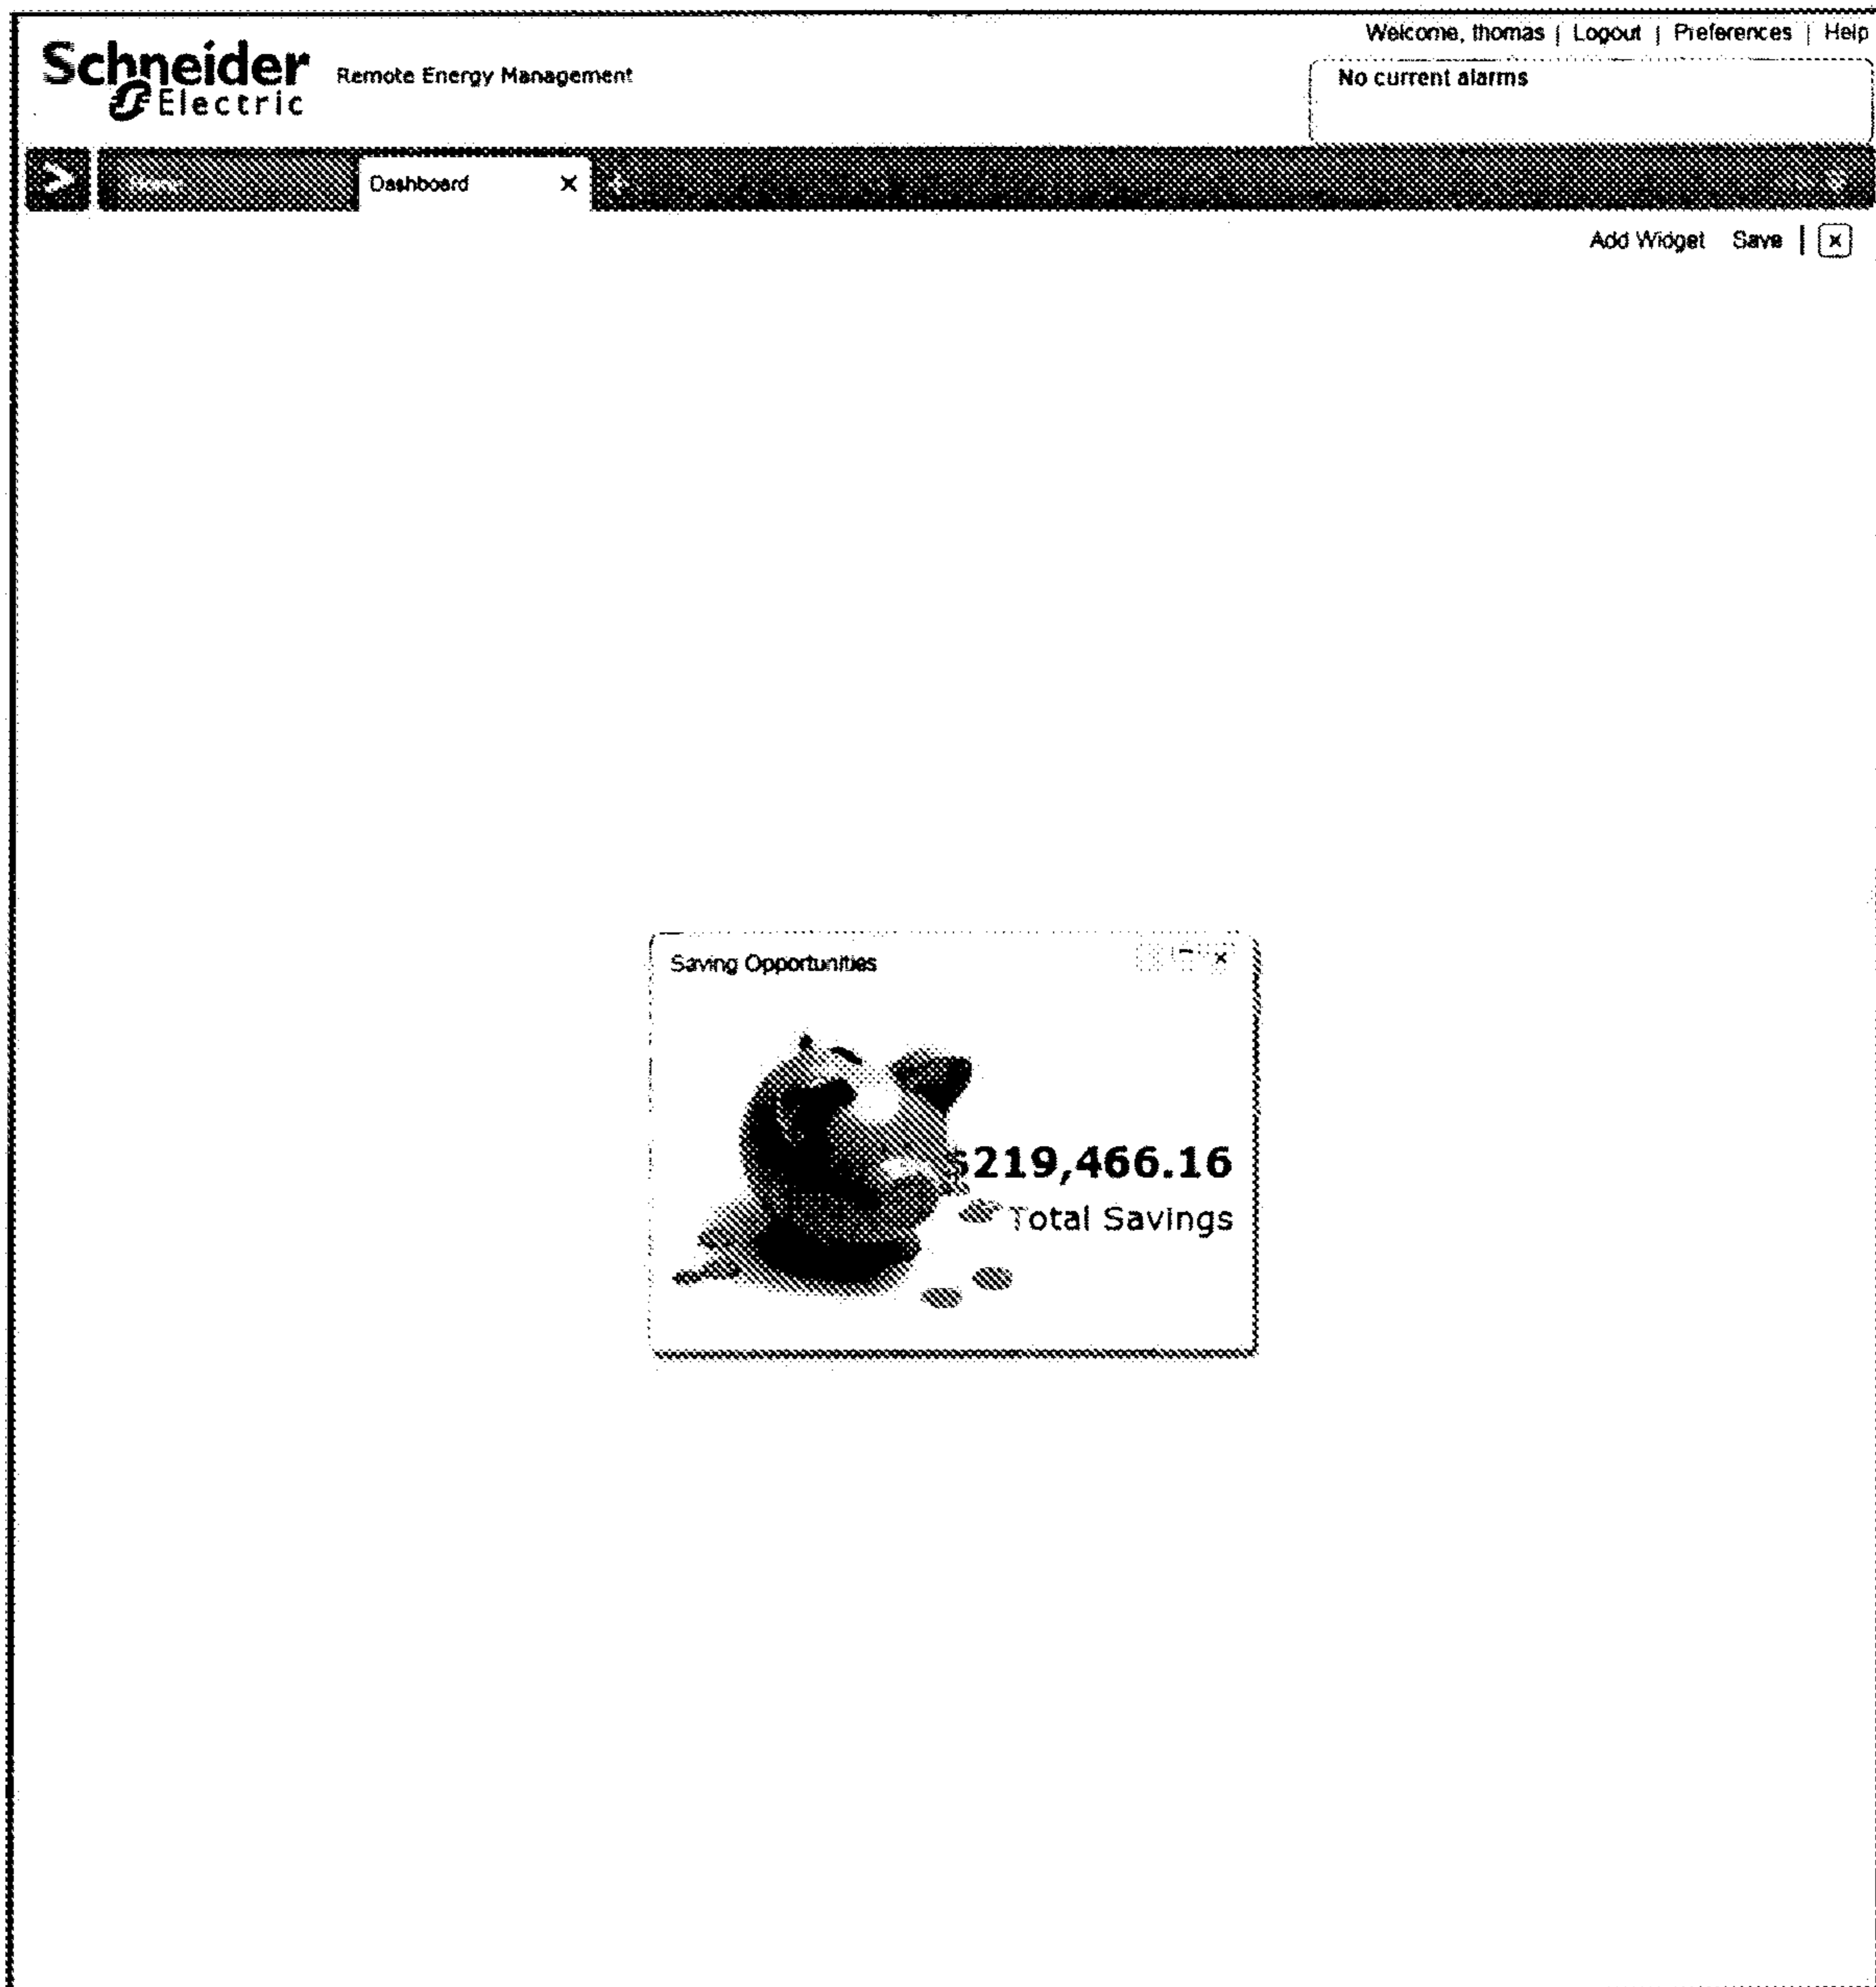 Welcome, thomas | Logout | Preferences | Help
Schneider
Electric
Remote Energy Management
No current alarms
> Home Dashboard × +
Add Widget Save | x
Saving Opportunities
$219,466.16
Total Savings